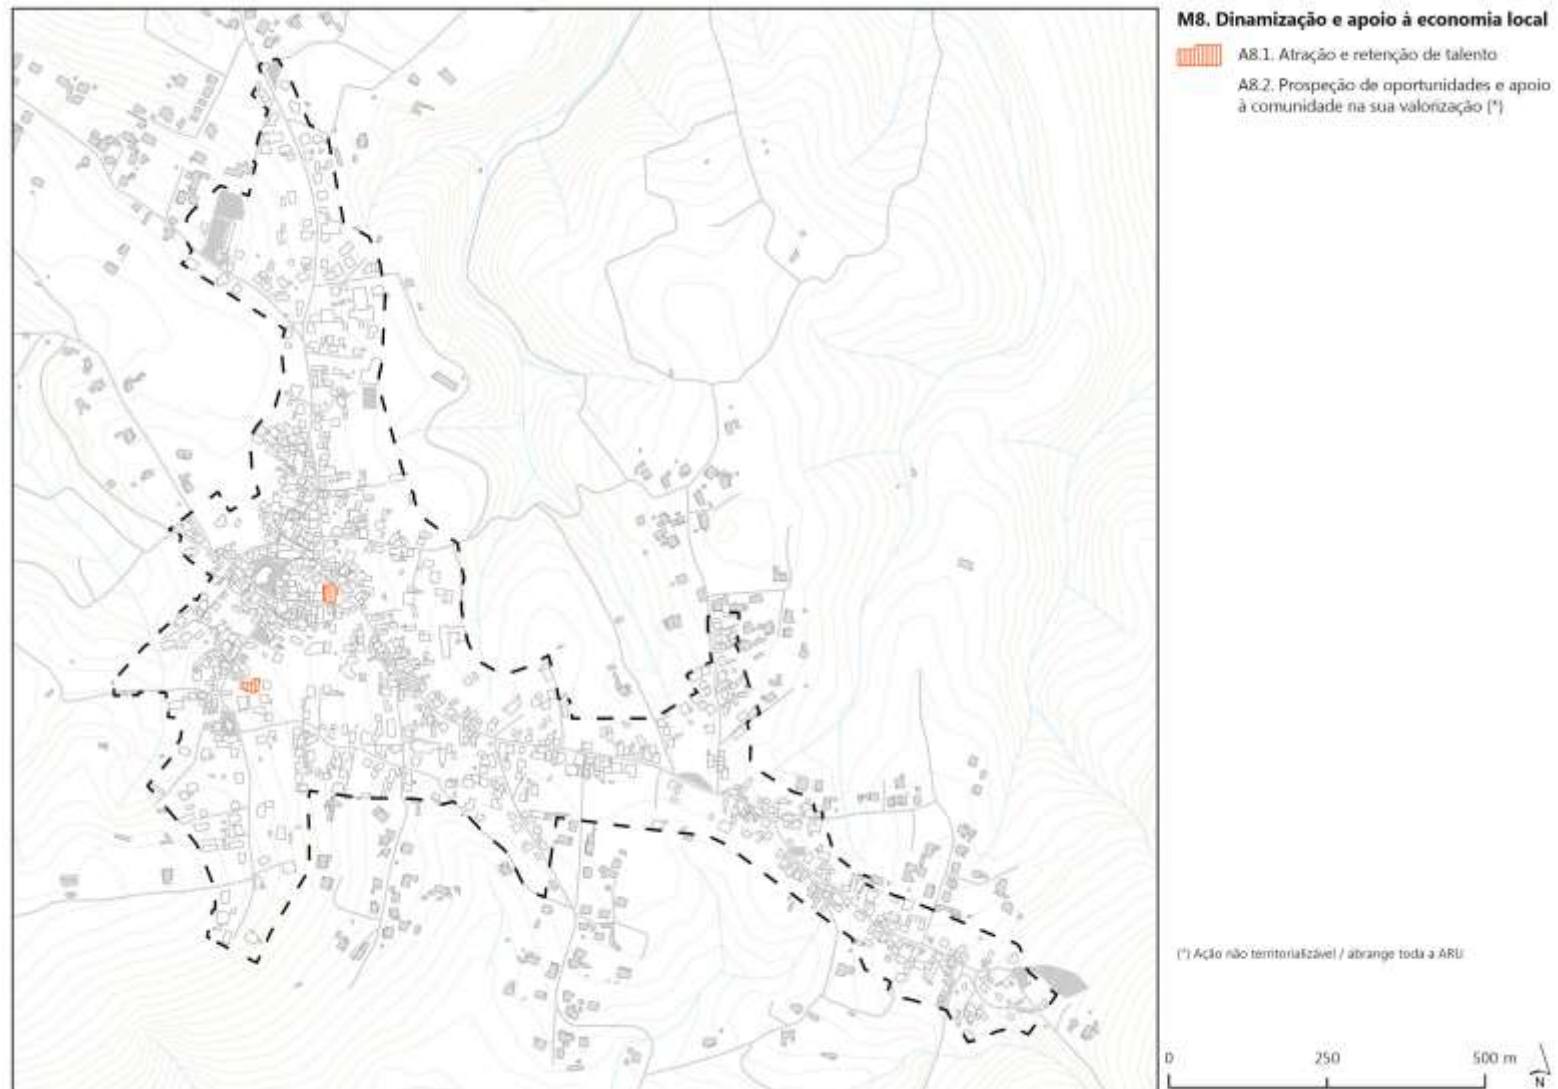 M8. Dinamização e apoio à economia local
A8.1. Atração e retenção de talento
A8.2. Prospeção de oportunidades e apoio
à comunidade na sua valorização (*)
(*) Ação não territorializável / abrange toda a ARU
0 250 500 m
N